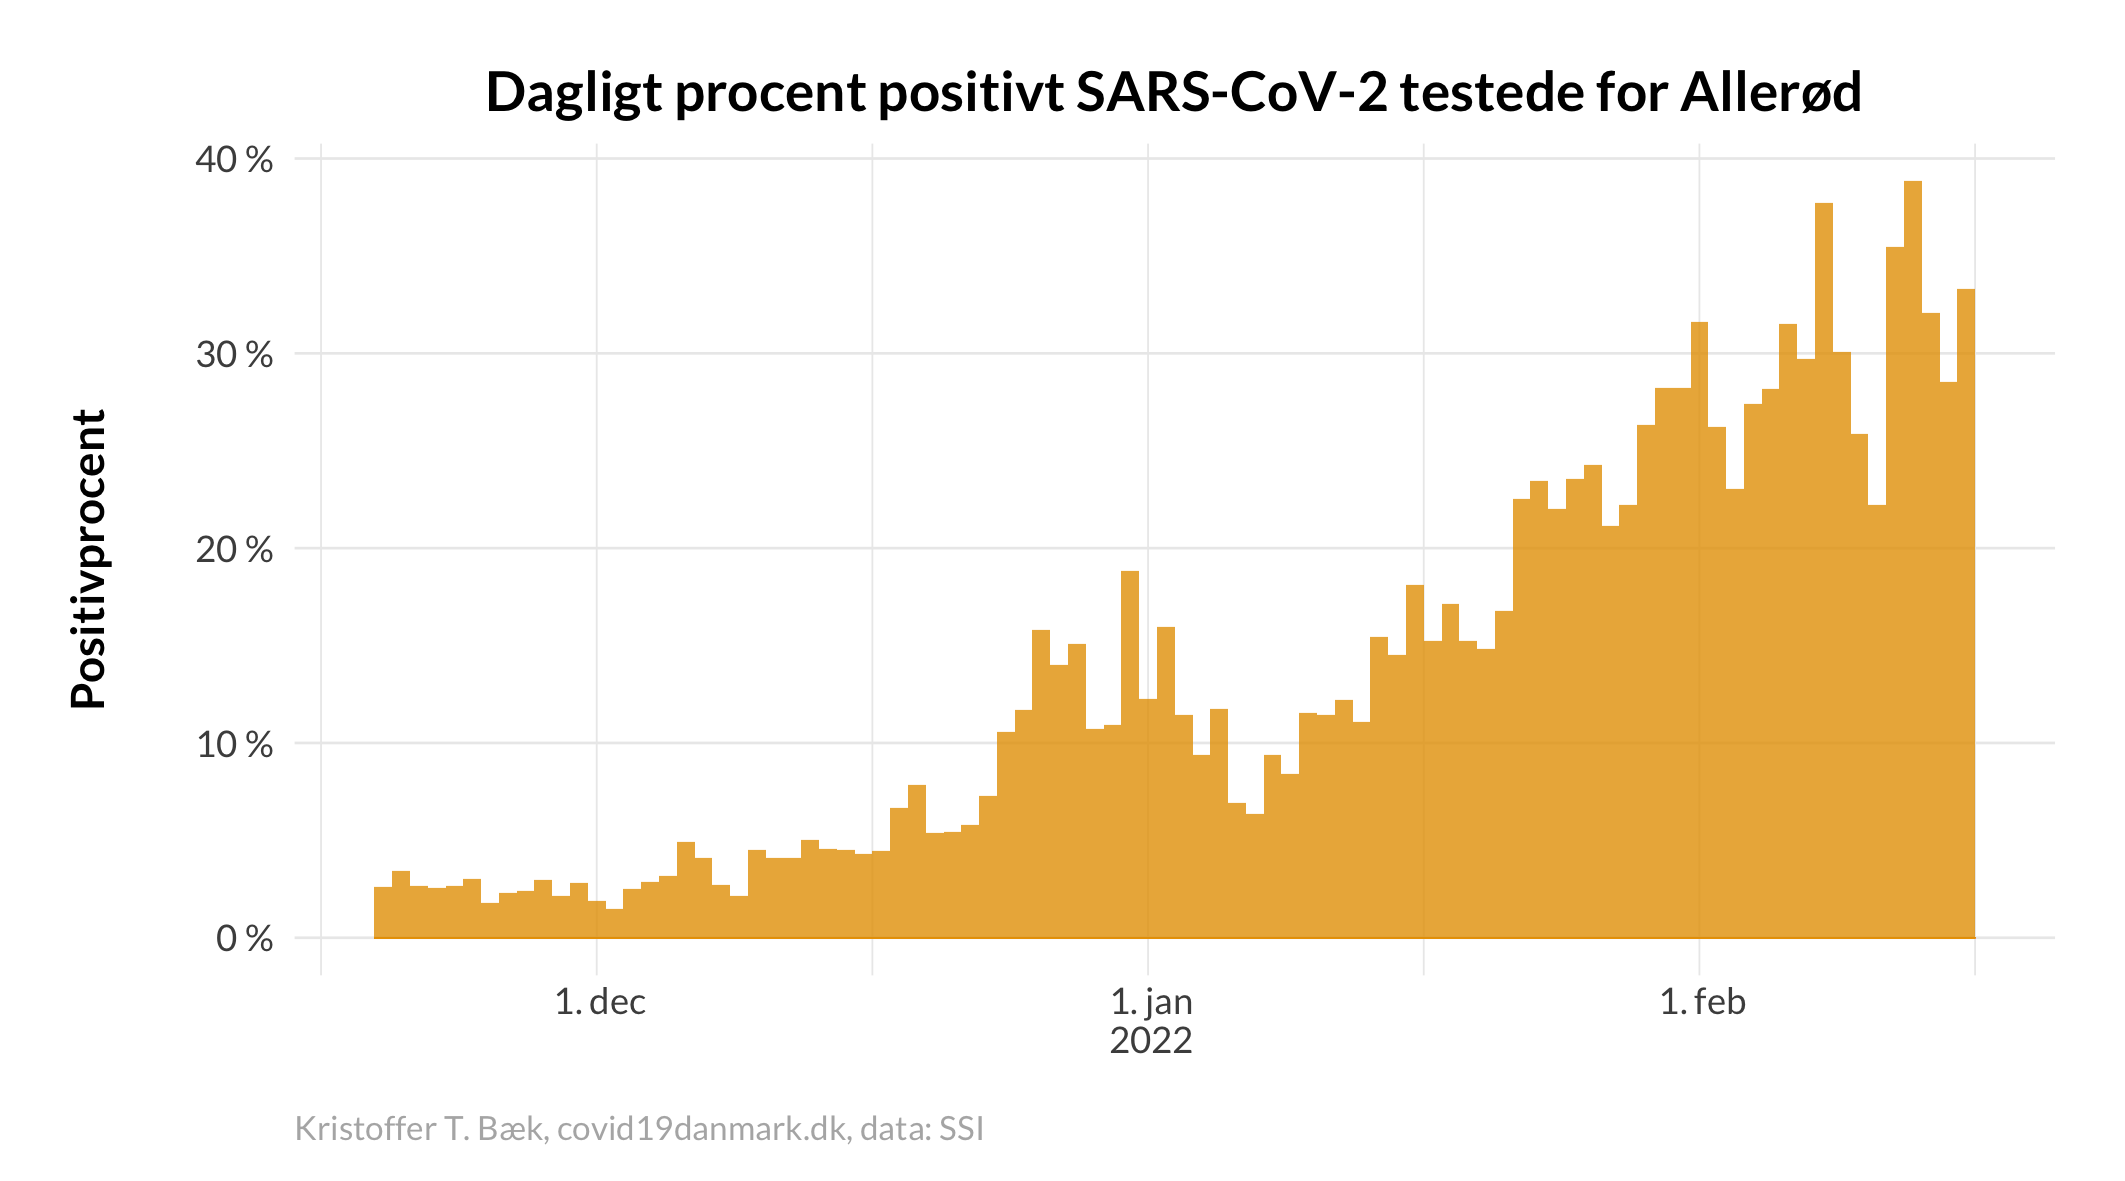 Dagligt procent positivt SARS-CoV-2 testede for Allerød
40 %
30 %
20 %
10 %
0 %
Positivprocent
1. dec
1. jan
2022
1. feb
Kristoffer T. Bæk, covid19danmark.dk, data: SSI